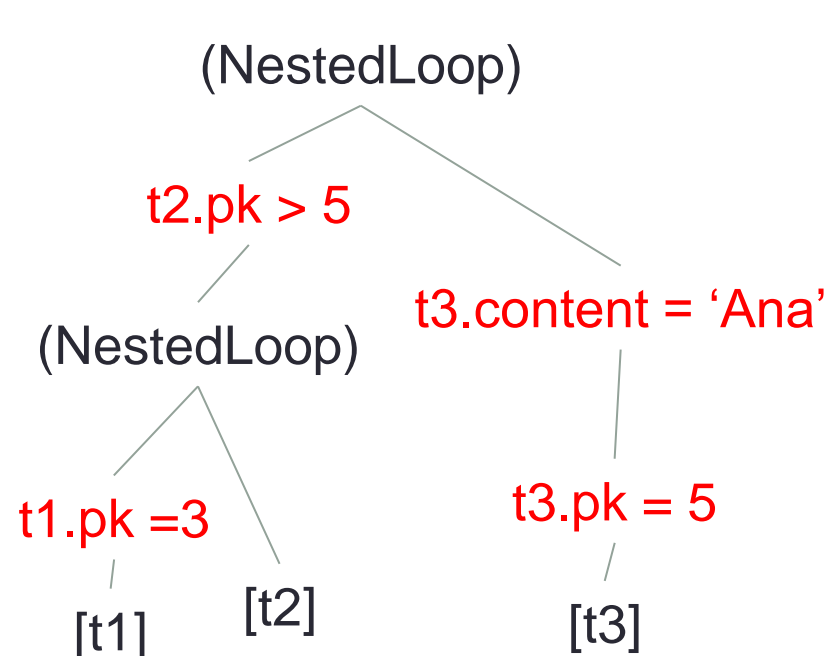 (NestedLoop)
t2.pk > 5
t3.content = ‘Ana’
(NestedLoop)
t1.pk =3
t3.pk = 5
[t1]
[t2]
[t3]